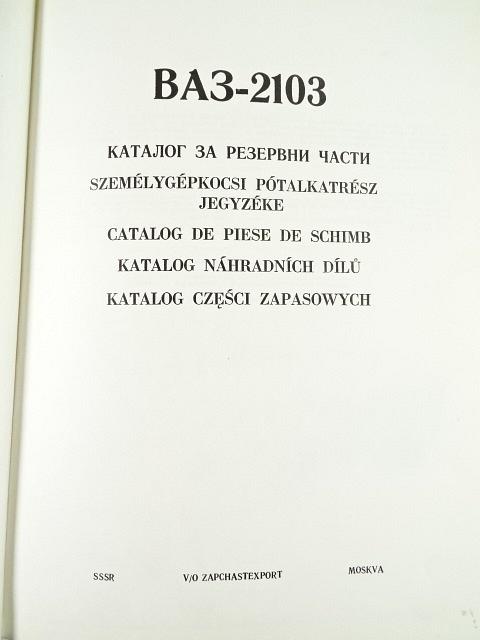 ВАЗ-2103
КАТАЛОГ ЗА РЕЗЕРВНИ ЧАСТИ
SZEMÉLYGÉPKOCSI PÓTALKATRÉSZ
JEGYZÉKE
CATALOG DE PIESE DE SCHIMB
KATALOG NÁHRADNÍCH DÍLŮ
KATALOG CZĘŚCI ZAPASOWYCH
SSSR V/O ZAPCHASTEXPORT MOSKVA